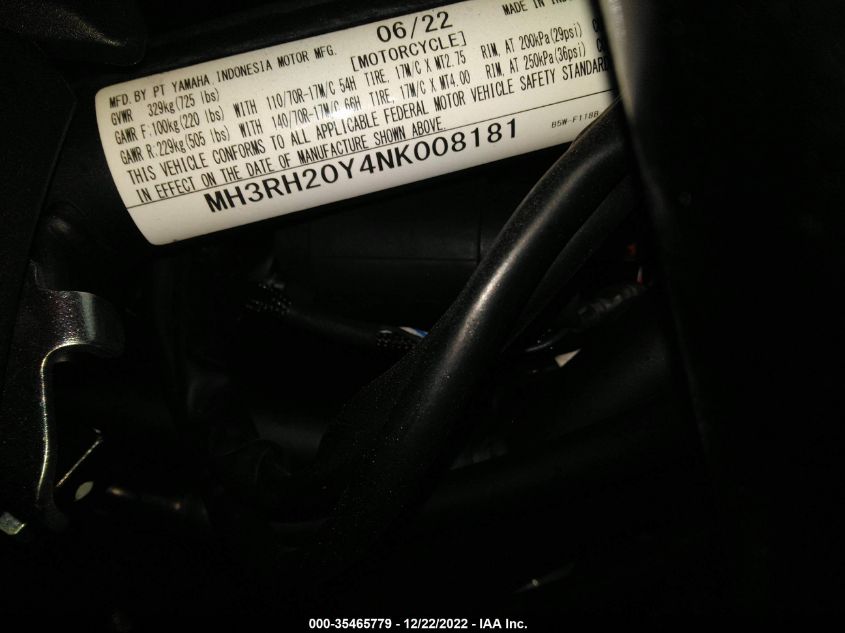 MFD. BY PT YAMAHA INDONESIA MOTOR MFG. 06/22 MADE IN
GVWR 329kg(725 lbs) [MOTORCYCLE]
GAWR F:100kg(220 lbs) WITH 110/70R-17M/C 54H TIRE, 17M/C X MT2.75 RIM, AT 200kPa(29psi)
GAWR R:229kg(505 lbs) WITH 140/70R-17M/C 66H TIRE, 17M/C X MT4.00 RIM, AT 250kPa(36psi)
THIS VEHICLE CONFORMS TO ALL APPLICABLE FEDERAL MOTOR VEHICLE SAFETY STANDARD
IN EFFECT ON THE DATE OF MANUFACTURE SHOWN ABOVE.
MH3RH20Y4NK008181 B5W-F118B
000-35465779 - 12/22/2022 - IAA Inc.